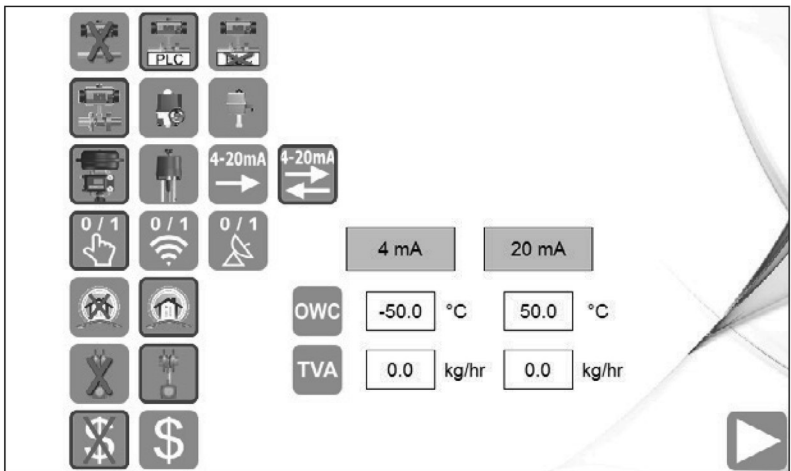 PLC
4-20mA 4-20mA
0 / 1 0 / 1 0 / 1
4 mA 20 mA
OWC -50.0 °C 50.0 °C
TVA 0.0 kg/hr 0.0 kg/hr
$ $